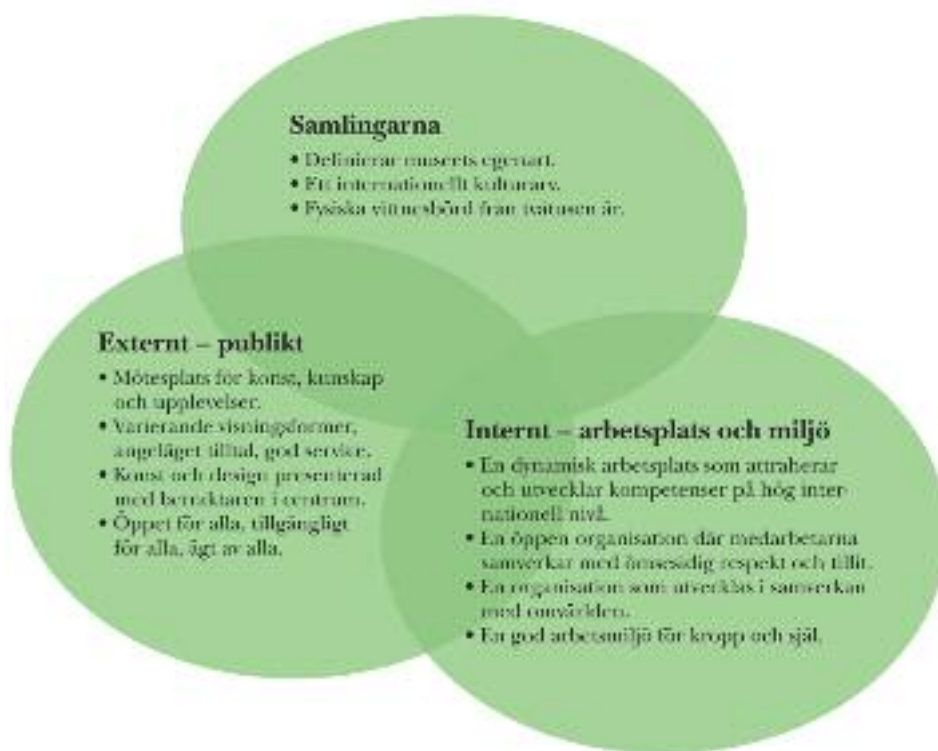 Samlingarna
• Definierar museets egenart.
• Ett internationellt kulturarv.
• Fysiska vittnesbörd från tvåtusen år.
Externt – publikt
• Mötesplats för konst, kunskap
och upplevelser.
• Varierande visningsformer,
angeläget tilltal, god service.
• Konst och design presenterad
med betraktaren i centrum.
• Öppet för alla, tillgängligt
för alla, ägt av alla.
Internt – arbetsplats och miljö
• En dynamisk arbetsplats som attraherar
och utvecklar kompetenser på hög inter-
nationell nivå.
• En öppen organisation där medarbetarna
samverkar med ömsesidig respekt och tillit.
• En organisation som utvecklas i samverkan
med omvärlden.
• En god arbetsmiljö för kropp och själ.